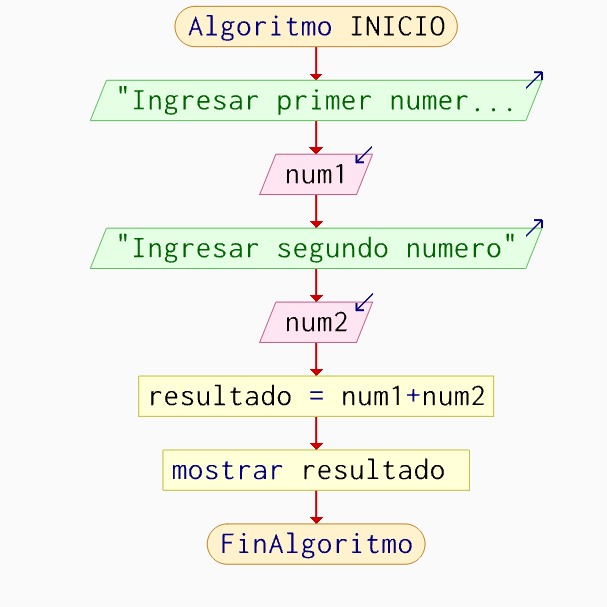 Algoritmo INICIO
"Ingresar primer numer...
num1
"Ingresar segundo numero"
num2
resultado = num1+num2
mostrar resultado
FinAlgoritmo